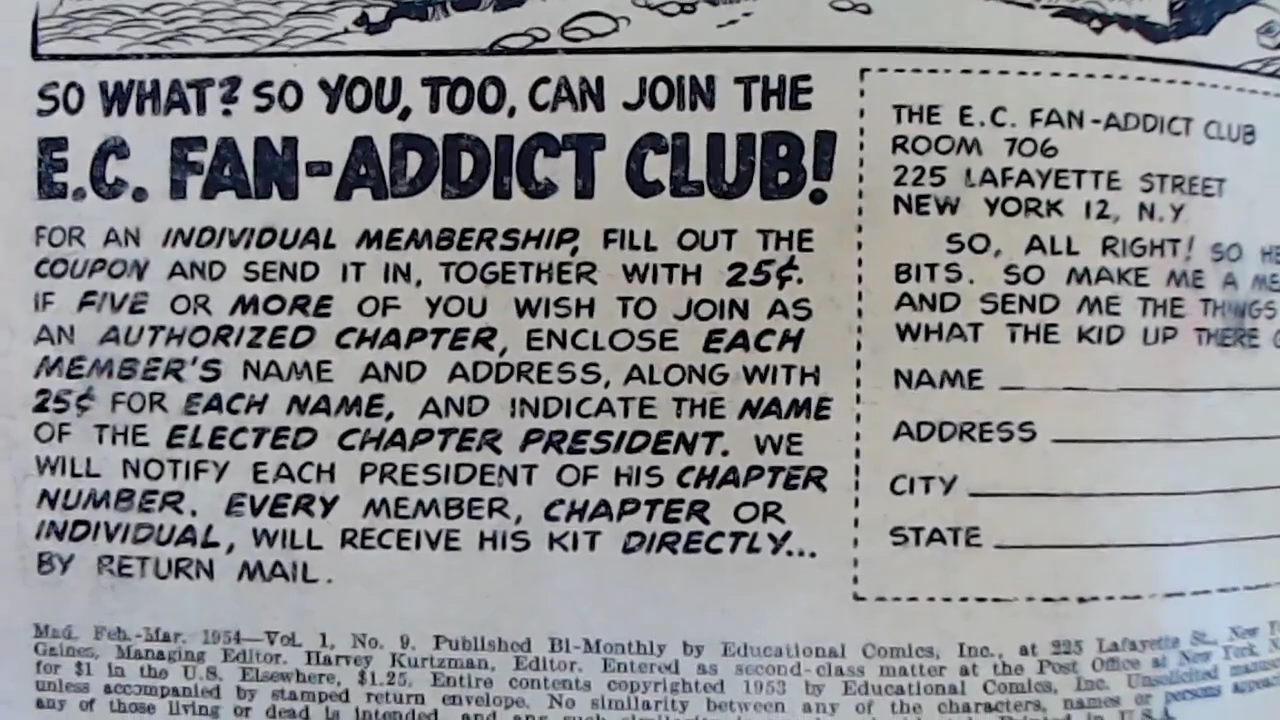 SO WHAT? SO YOU, TOO, CAN JOIN THE
E.C. FAN-ADDICT CLUB!
FOR AN INDIVIDUAL MEMBERSHIP, FILL OUT THE
COUPON AND SEND IT IN, TOGETHER WITH 25¢.
IF FIVE OR MORE OF YOU WISH TO JOIN AS
AN AUTHORIZED CHAPTER, ENCLOSE EACH
MEMBER'S NAME AND ADDRESS, ALONG WITH
25¢ FOR EACH NAME, AND INDICATE THE NAME
OF THE ELECTED CHAPTER PRESIDENT. WE
WILL NOTIFY EACH PRESIDENT OF HIS CHAPTER
NUMBER. EVERY MEMBER, CHAPTER OR
INDIVIDUAL, WILL RECEIVE HIS KIT DIRECTLY...
BY RETURN MAIL.
THE E.C. FAN-ADDICT CLUB
ROOM 706
225 LAFAYETTE STREET
NEW YORK 12, N.Y.
SO, ALL RIGHT! SO
BITS. SO MAKE ME A
AND SEND ME THE THINGS
WHAT THE KID UP THERE
NAME
ADDRESS
CITY
STATE
Mad, Feb.-Mar. 1954—Vol. 1, No. 9. Published Bi-Monthly by Educational Comics, Inc., at 225 Lafayette St., New
Gaines, Managing Editor. Harvey Kurtzman, Editor. Entered as second-class matter at the Post Office at New York
for $1 in the U.S. Elsewhere, $1.25. Entire contents copyrighted 1953 by Educational Comics, Inc. Unsolicited
unless accompanied by stamped return envelope. No similarity between any of the characters, names or persons
any of those living or dead is intended, and any such similarity is